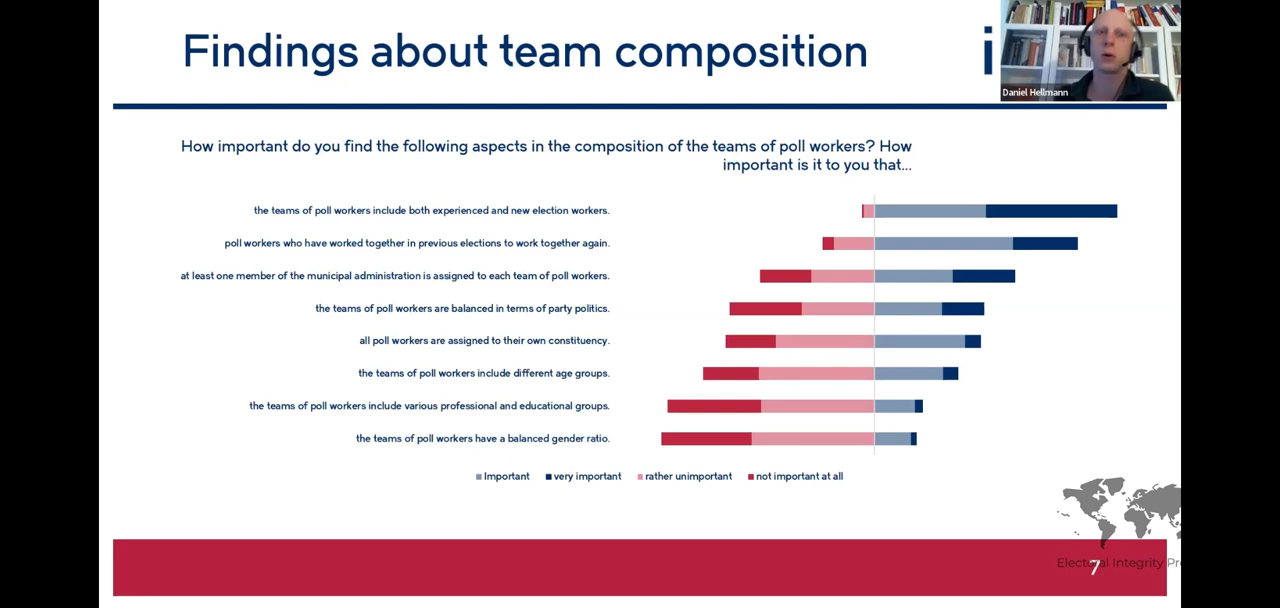 Findings about team composition
i
Daniel Hellmann
How important do you find the following aspects in the composition of the teams of poll workers? How
important is it to you that...
the teams of poll workers include both experienced and new election workers.
poll workers who have worked together in previous elections to work together again.
at least one member of the municipal administration is assigned to each team of poll workers.
the teams of poll workers are balanced in terms of party politics.
all poll workers are assigned to their own constituency.
the teams of poll workers include different age groups.
the teams of poll workers include various professional and educational groups.
the teams of poll workers have a balanced gender ratio.
Important very important rather unimportant not important at all
Electoral Integrity Pr
7